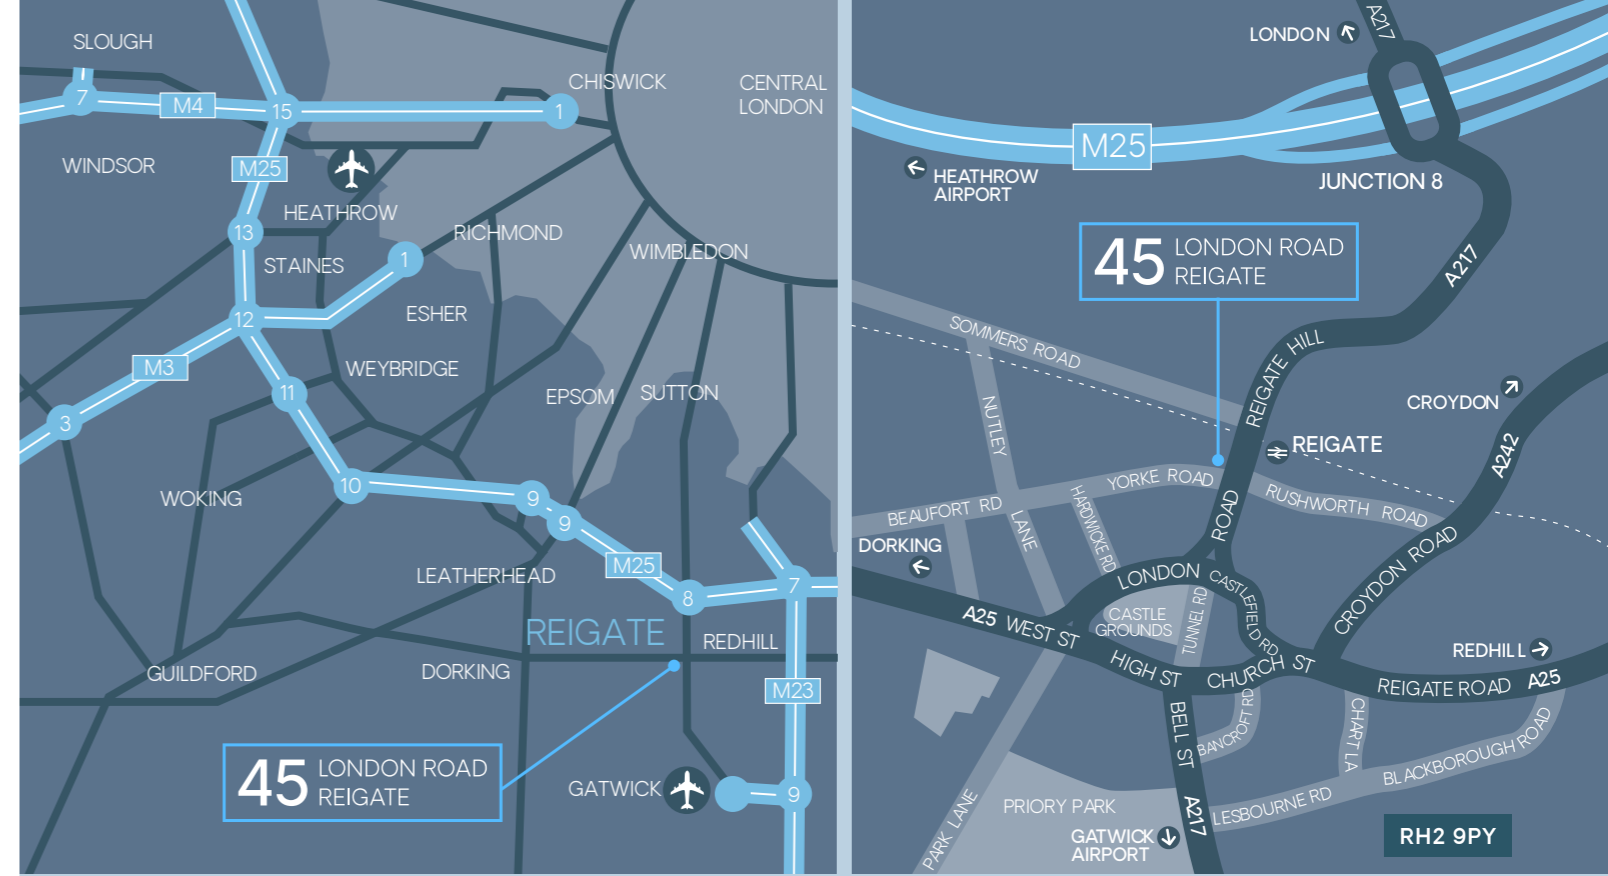 SLOUGH
CHISWICK
CENTRAL
LONDON
7
M4
15
1
WINDSOR
M25
HEATHROW
13
RICHMOND
WIMBLEDON
STAINES
1
12
ESHER
M3
WEYBRIDGE
11
EPSOM
SUTTON
3
10
9
WOKING
9
M25
LEATHERHEAD
8
7
REIGATE
REDHILL
GUILDFORD
DORKING
M23
45 LONDON ROAD
REIGATE
GATWICK
9
A217
LONDON
M25
HEATHROW
AIRPORT
JUNCTION 8
45 LONDON ROAD
REIGATE
A217
SOMMERS ROAD
REIGATE HILL
CROYDON
NUTLEY
LANE
REIGATE
A242
YORKE ROAD
BEAUFORT RD
HARDWICKE RD
ROAD
RUSHWORTH ROAD
DORKING
LONDON
CASTLEFIELD RD
CROYDON ROAD
A25 WEST ST
CASTLE
GROUNDS
TUNNEL RD
HIGH ST
CHURCH ST
REDHILL
REIGATE ROAD A25
BELL ST
BANCROFT RD
CHART LA
BLACKBOROUGH ROAD
LESBOURNE RD
PARK LANE
PRIORY PARK
A217
GATWICK
AIRPORT
RH2 9PY